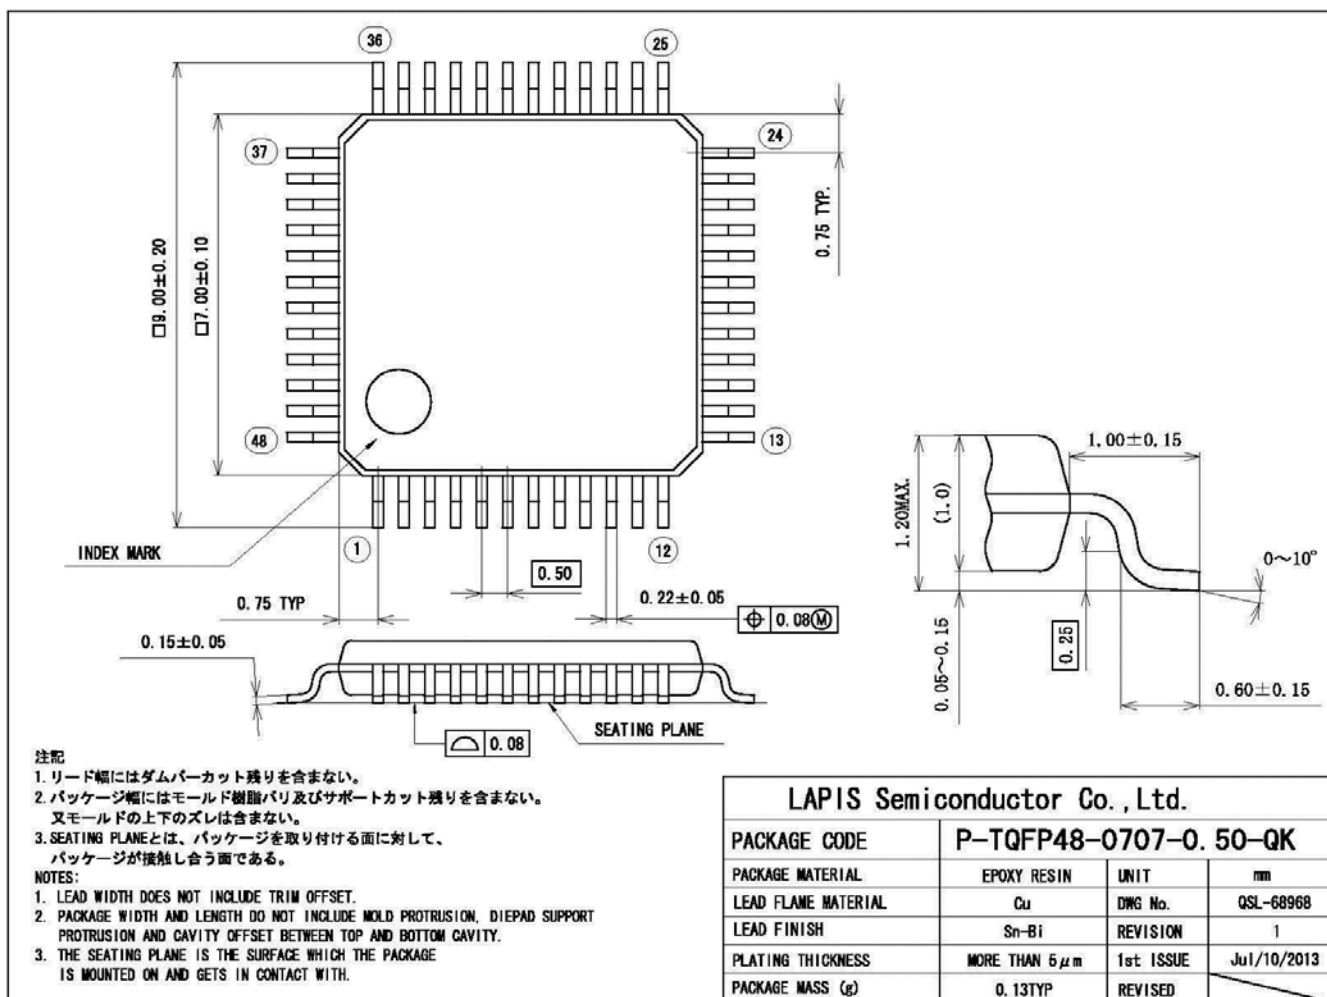 36
25
37
24
0.75 TYP.
□9.00±0.20
□7.00±0.10
48
13
INDEX MARK
1
12
0.50
0.75 TYP
0.22±0.05
0.08Ⓜ
0.15±0.05
SEATING PLANE
0.08
1.00±0.15
1.20MAX.
(1.0)
0~10°
0.25
0.05~0.15
0.60±0.15
注記
1. リード幅にはダムバーカット残りを含まない。
2. パッケージ幅にはモールド樹脂バリ及びサポートカット残りを含まない。
又モールドの上下のズレは含まない。
3. SEATING PLANEとは、パッケージを取り付ける面に対して、
パッケージが接触し合う面である。
NOTES:
1. LEAD WIDTH DOES NOT INCLUDE TRIM OFFSET.
2. PACKAGE WIDTH AND LENGTH DO NOT INCLUDE MOLD PROTRUSION, DIEPAD SUPPORT
PROTRUSION AND CAVITY OFFSET BETWEEN TOP AND BOTTOM CAVITY.
3. THE SEATING PLANE IS THE SURFACE WHICH THE PACKAGE
IS MOUNTED ON AND GETS IN CONTACT WITH.
LAPIS Semiconductor Co.,Ltd.
PACKAGE CODE P-TQFP48-0707-0.50-QK
PACKAGE MATERIAL EPOXY RESIN UNIT mm
LEAD FLAME MATERIAL Cu DWG No. QSL-68968
LEAD FINISH Sn-Bi REVISION 1
PLATING THICKNESS MORE THAN 5μm 1st ISSUE Jul/10/2013
PACKAGE MASS (g) 0.13TYP REVISED